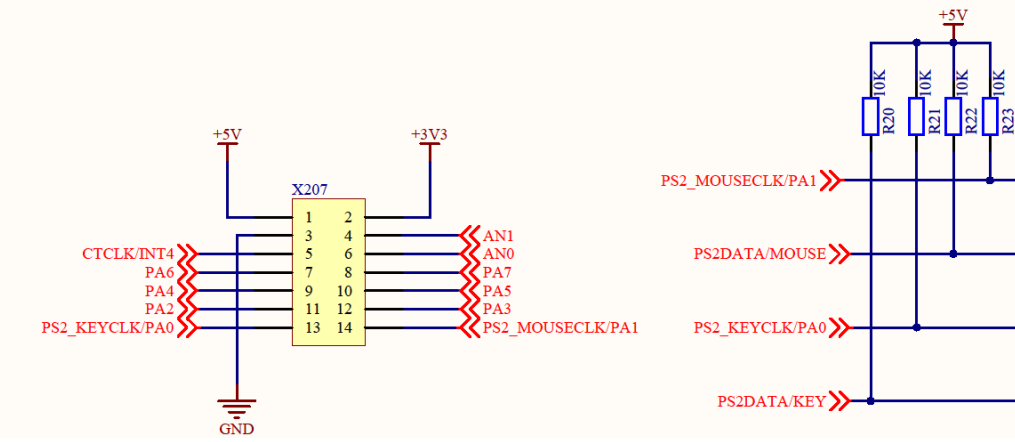 +5V
10K
10K
10K
10K
R20
R21
R22
R23
+5V
+3V3
X207
PS2_MOUSECLK/PA1
1 2
3 4 AN1
CTCLK/INT4 5 6 AN0
PS2DATA/MOUSE
PA6 7 8 PA7
PA4 9 10 PA5
PA2 11 12 PA3
PS2_KEYCLK/PA0 13 14 PS2_MOUSECLK/PA1
PS2_KEYCLK/PA0
PS2DATA/KEY
GND